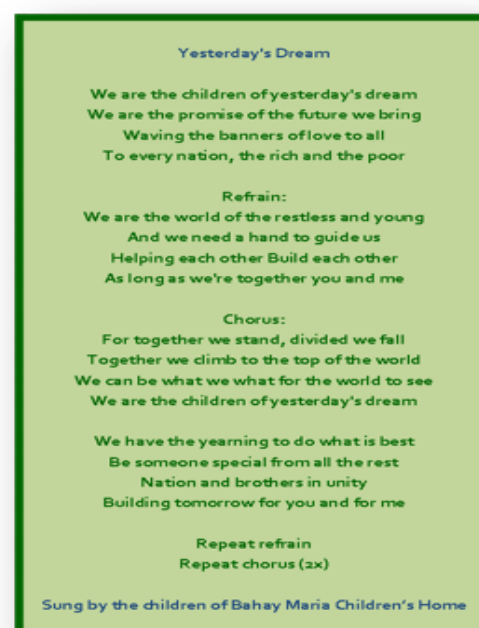 Yesterday's Dream
We are the children of yesterday's dream
We are the promise of the future we bring
Waving the banners of love to all
To every nation, the rich and the poor
Refrain:
We are the world of the restless and young
And we need a hand to guide us
Helping each other Build each other
As long as we're together you and me
Chorus:
For together we stand, divided we fall
Together we climb to the top of the world
We can be what we what for the world to see
We are the children of yesterday's dream
We have the yearning to do what is best
Be someone special from all the rest
Nation and brothers in unity
Building tomorrow for you and for me
Repeat refrain
Repeat chorus (2x)
Sung by the children of Bahay Maria Children's Home